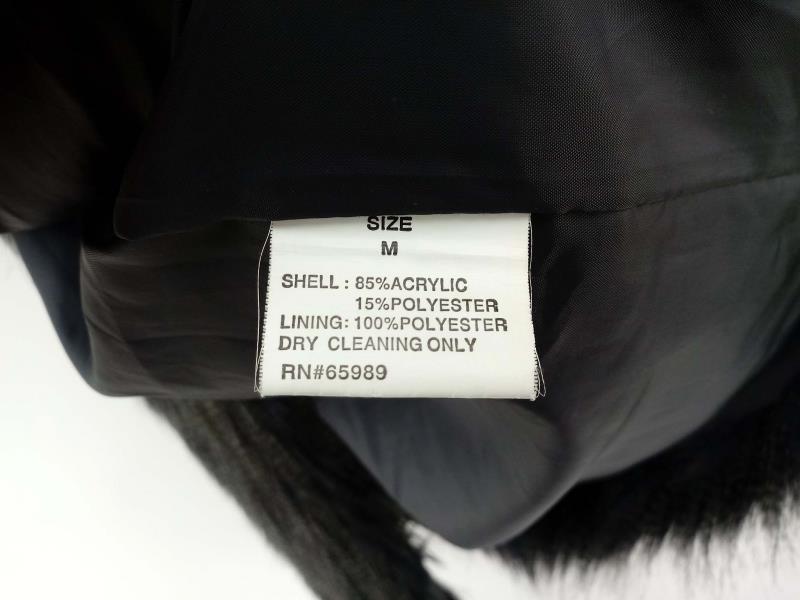 SIZE
M
SHELL : 85%ACRYLIC
15%POLYESTER
LINING: 100%POLYESTER
DRY CLEANING ONLY
RN#65989